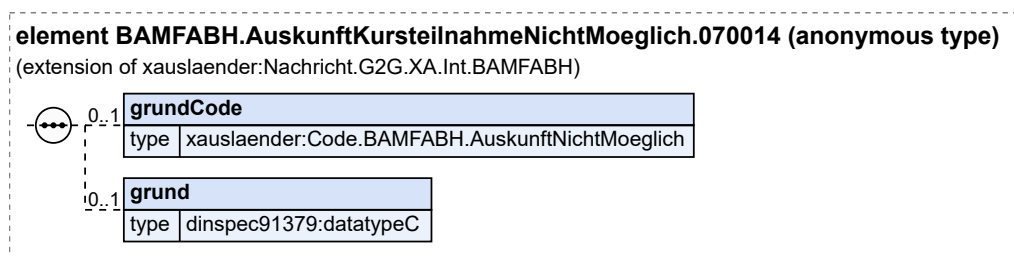 element BAMFABH.AuskunftKursteilnahmeNichtMoeglich.070014 (anonymous type)
(extension of xauslaender:Nachricht.G2G.XA.Int.BAMFABH)
0..1 grundCode
type xauslaender:Code.BAMFABH.AuskunftNichtMoeglich
0..1 grund
type dinspec91379:datatypeC